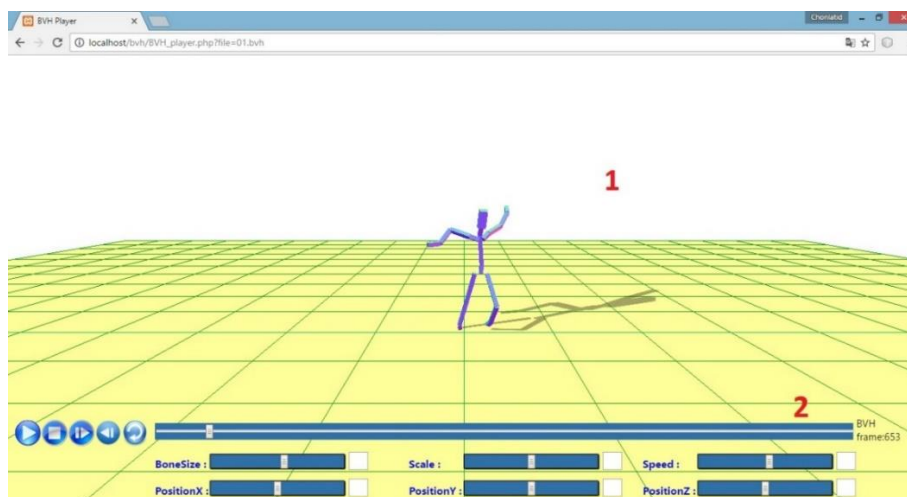 BVH Player
Chonlatid
localhost/bvh/BVH_player.php?file=01.bvh
1
2
BVH
frame:653
BoneSize :
Scale :
Speed :
PositionX :
PositionY :
PositionZ :